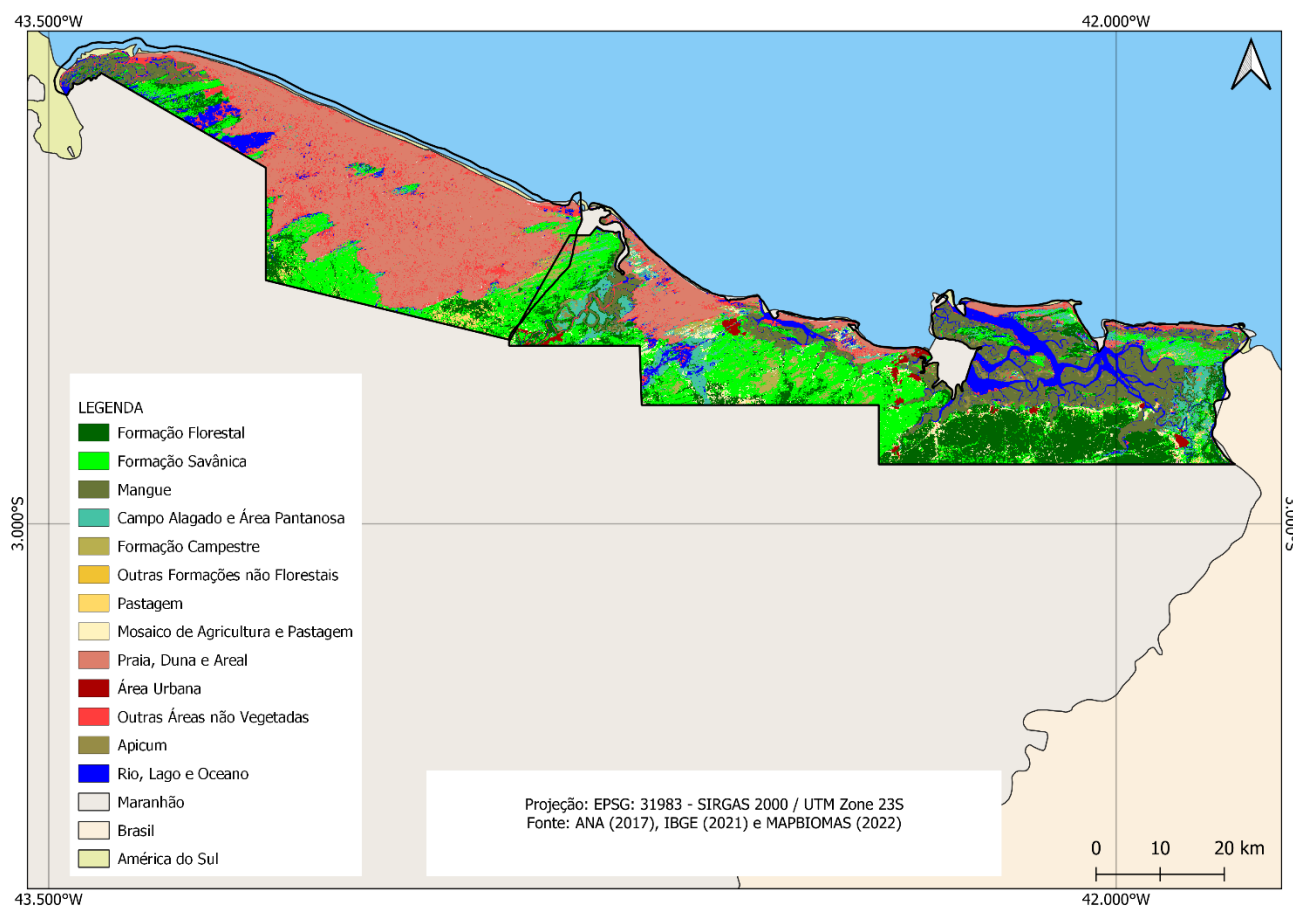 43.500°W
42.000°W
3.000°S
3.000°S
LEGENDA
Formação Florestal
Formação Savânica
Mangue
Campo Alagado e Área Pantanosa
Formação Campestre
Outras Formações não Florestais
Pastagem
Mosaico de Agricultura e Pastagem
Praia, Duna e Areal
Área Urbana
Outras Áreas não Vegetadas
Apicum
Rio, Lago e Oceano
Maranhão
Brasil
América do Sul
Projeção: EPSG: 31983 - SIRGAS 2000 / UTM Zone 23S
Fonte: ANA (2017), IBGE (2021) e MAPBIOMAS (2022)
0 10 20 km
43.500°W
42.000°W